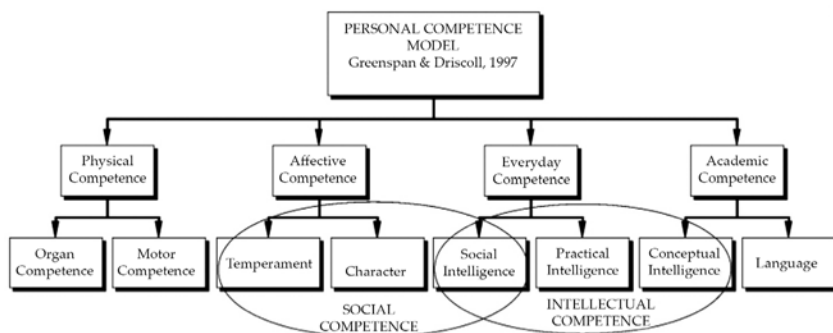 PERSONAL COMPETENCE
MODEL
Greenspan & Driscoll, 1997
Physical
Competence
Affective
Competence
Everyday
Competence
Academic
Competence
Organ
Competence
Motor
Competence
Temperament
Character
Social
Intelligence
Practical
Intelligence
Conceptual
Intelligence
Language
SOCIAL
COMPETENCE
INTELLECTUAL
COMPETENCE